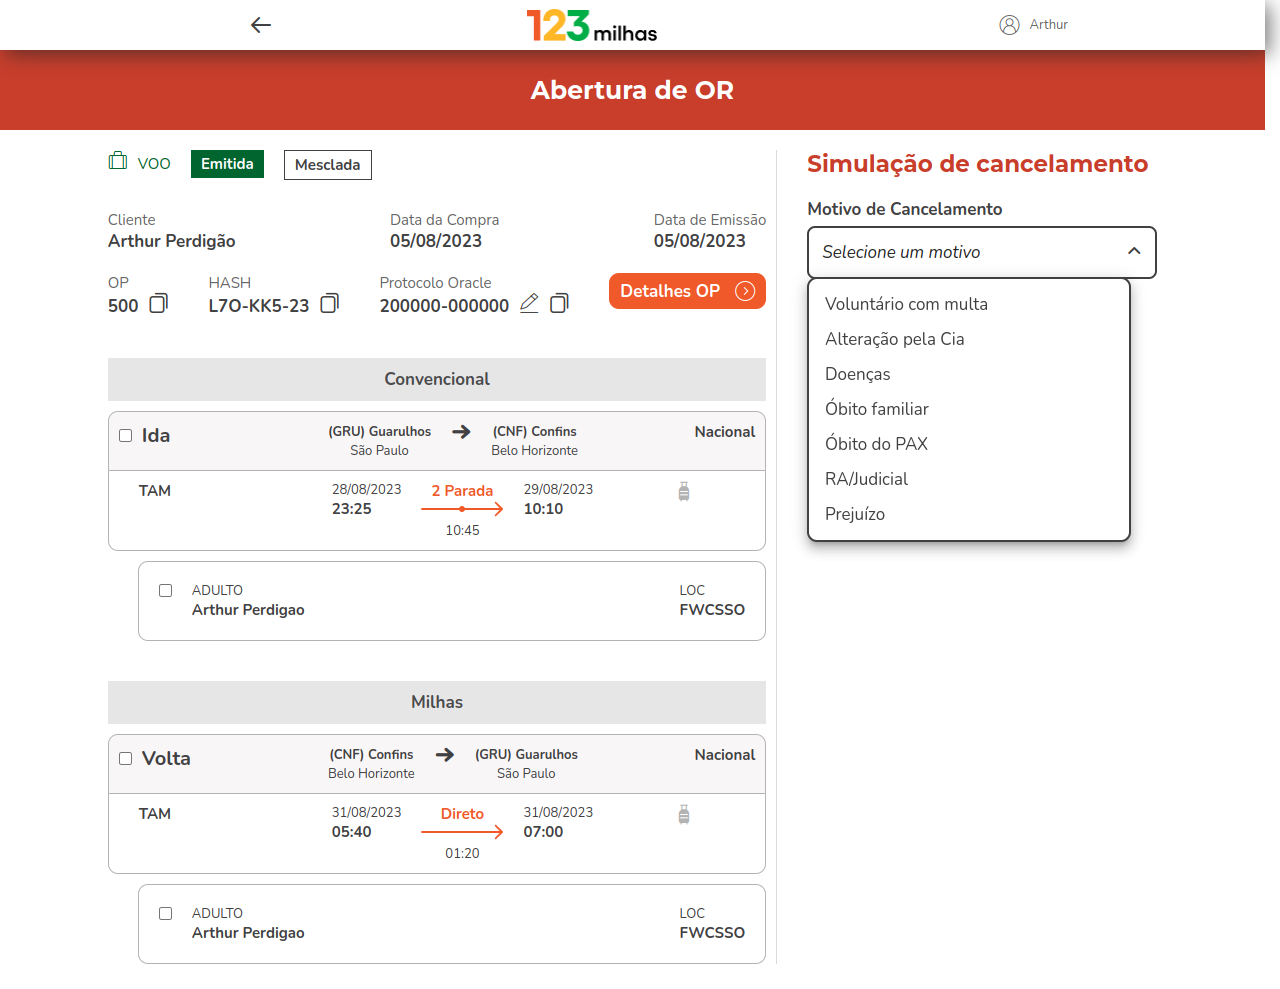 123milhas
Arthur
Abertura de OR
VOO
Emitida
Mesclada
Cliente
Arthur Perdigão
Data da Compra
05/08/2023
Data de Emissão
05/08/2023
OP
500
HASH
L7O-KK5-23
Protocolo Oracle
200000-000000
Detalhes OP
Convencional
Ida
(GRU) Guarulhos
São Paulo
(CNF) Confins
Belo Horizonte
Nacional
TAM
28/08/2023
23:25
2 Parada
10:45
29/08/2023
10:10
ADULTO
Arthur Perdigao
LOC
FWCSSO
Milhas
Volta
(CNF) Confins
Belo Horizonte
(GRU) Guarulhos
São Paulo
Nacional
TAM
31/08/2023
05:40
Direto
01:20
31/08/2023
07:00
ADULTO
Arthur Perdigao
LOC
FWCSSO
Simulação de cancelamento
Motivo de Cancelamento
Selecione um motivo
Voluntário com multa
Alteração pela Cia
Doenças
Óbito familiar
Óbito do PAX
RA/Judicial
Prejuízo